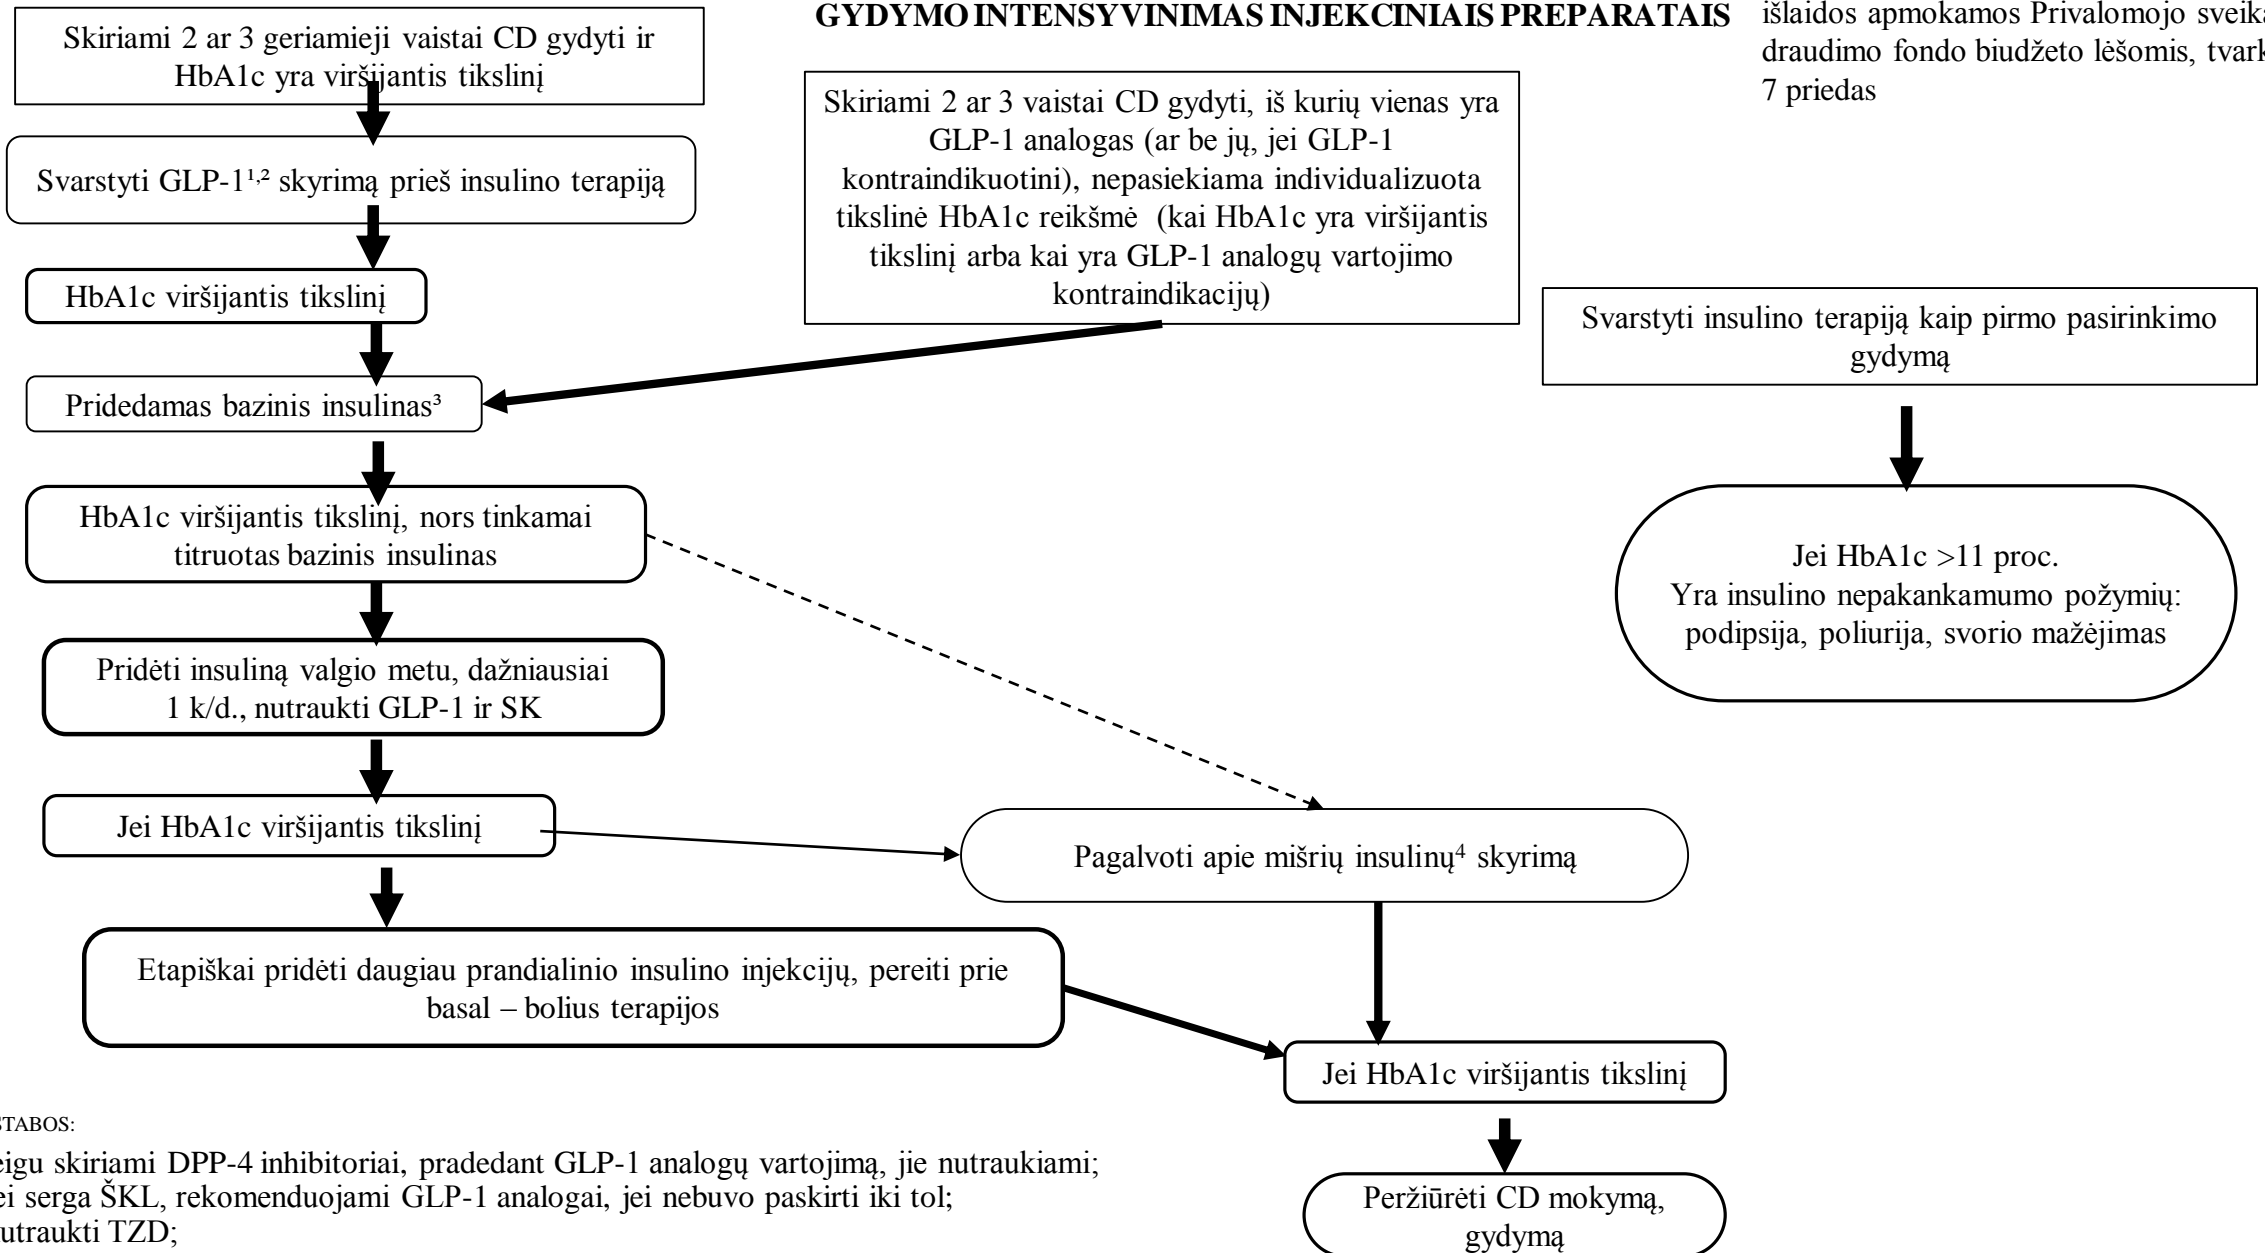 GYDYMO INTENSYVINIMAS INJEKCINIAIS PREPARATAIS
išlaidos apmokamos Privalomojo
draudimo fondo biudžeto lėšomis,
7 priedas
Skiriami 2 ar 3 geriamieji vaistai CD gydyti ir
HbA1c yra viršijantis tikslinį
Svarstyti GLP-1¹,² skyrimą prieš insulino terapiją
HbA1c viršijantis tikslinį
Pridedamas bazinis insulinas³
HbA1c viršijantis tikslinį, nors tinkamai
titruotas bazinis insulinas
Pridėti insuliną valgio metu, dažniausiai
1 k/d., nutraukti GLP-1 ir SK
Jei HbA1c viršijantis tikslinį
Etapiškai pridėti daugiau prandialinio insulino injekcijų, pereiti prie
basal – bolius terapijos
Skiriami 2 ar 3 vaistai CD gydyti, iš kurių vienas yra
GLP-1 analogas (ar be jų, jei GLP-1
kontraindikuotini), nepasiekiama individualizuota
tikslinė HbA1c reikšmė (kai HbA1c yra viršijantis
tikslinį arba kai yra GLP-1 analogų vartojimo
kontraindikacijų)
Svarstyti insulino terapiją kaip pirmo pasirinkimo
gydymą
Jei HbA1c >11 proc.
Yra insulino nepakankamumo požymių:
podipsija, poliurija, svorio mažėjimas
Pagalvoti apie mišrių insulinų⁴ skyrimą
Jei HbA1c viršijantis tikslinį
Peržiūrėti CD mokymą,
gydymą
STABOS:
eigu skiriami DPP-4 inhibitoriai, pradedant GLP-1 analogų vartojimą, jie nutraukiami;
ei serga ŠKL, rekomenduojami GLP-1 analogai, jei nebuvo paskirti iki tol;
utraukti TZD;